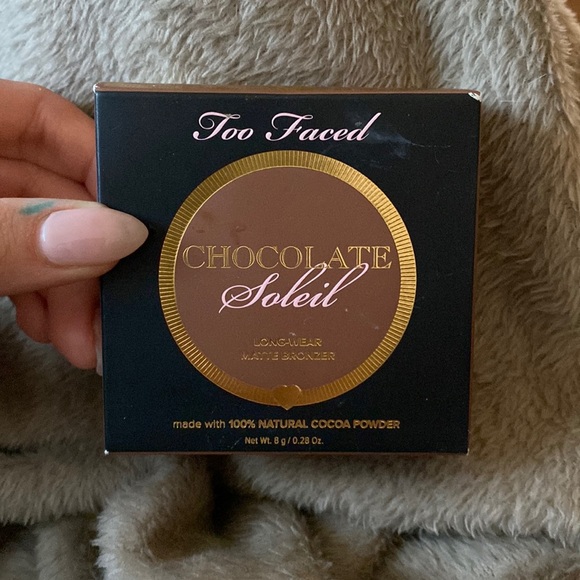 Too Faced
CHOCOLATE
Soleil
LONG-WEAR
MATTE BRONZER
made with 100% NATURAL COCOA POWDER
Net Wt. 8 g / 0.28 Oz.